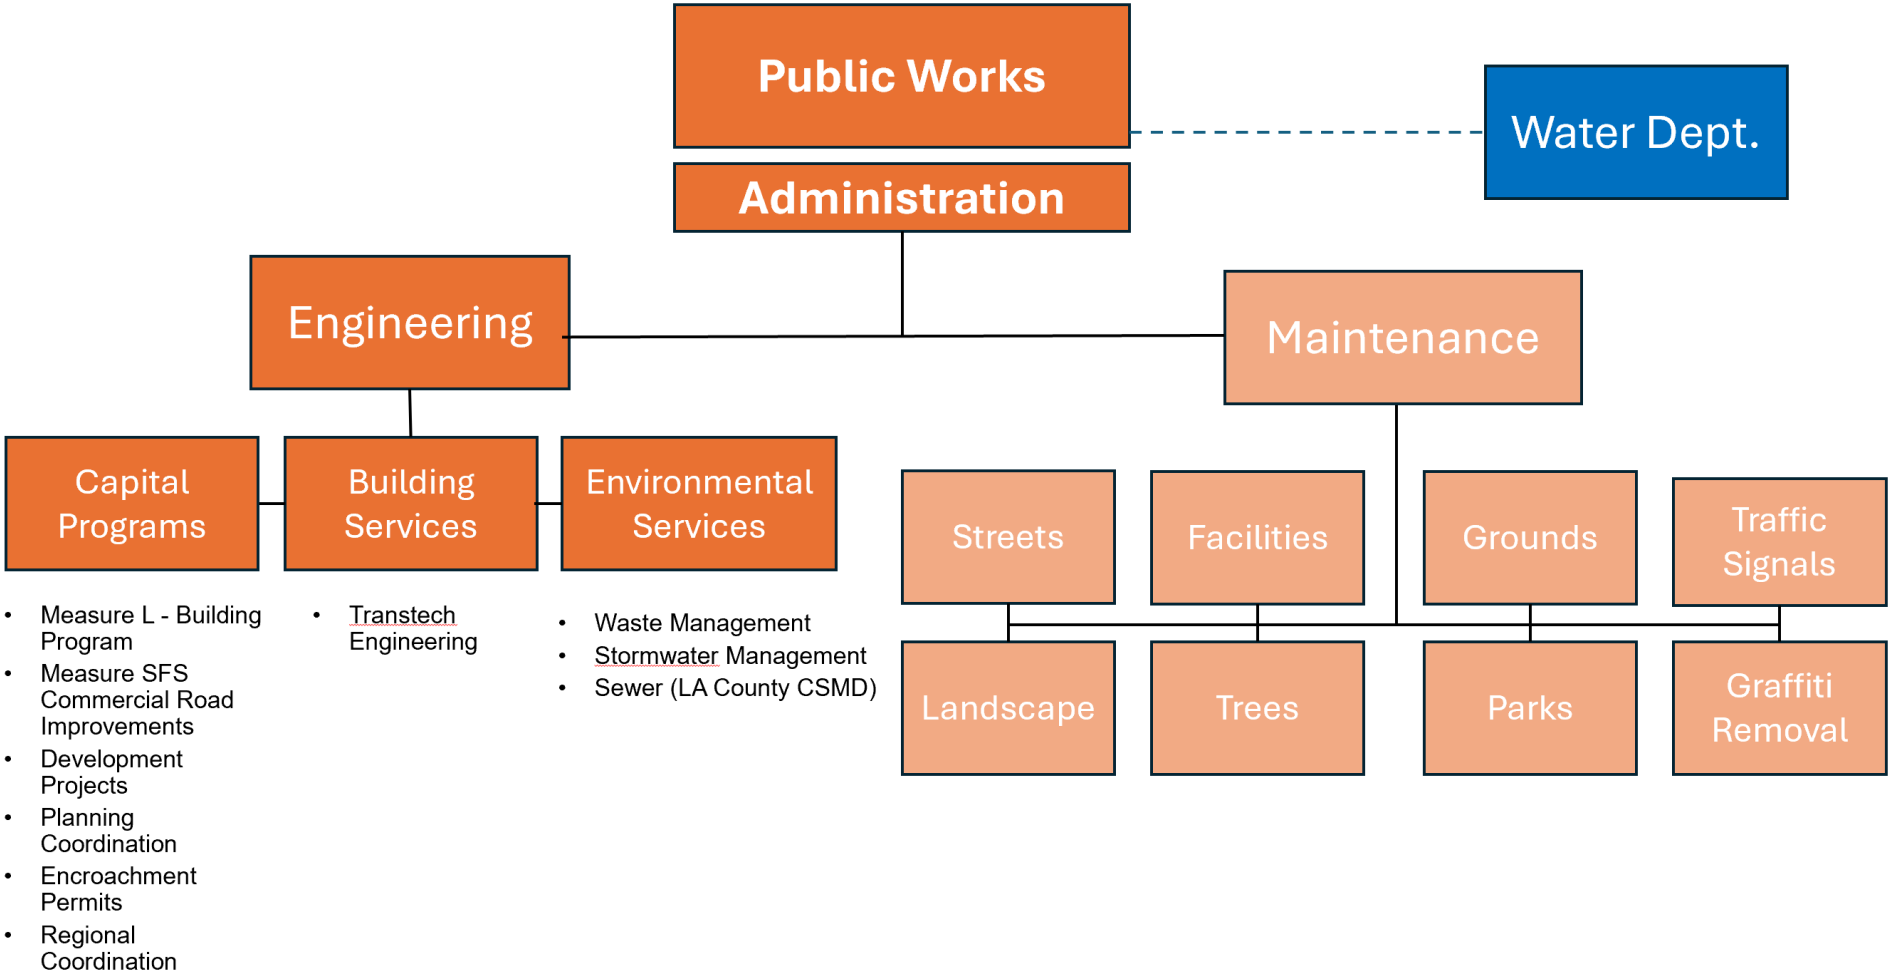 Public Works
Water Dept.
Administration
Engineering
Maintenance
Capital
Programs
Building
Services
Environmental
Services
• Measure L - Building
Program
• Measure SFS
Commercial Road
Improvements
• Development
Projects
• Planning
Coordination
• Encroachment
Permits
• Regional
Coordination
• Transtech
Engineering
• Waste Management
• Stormwater Management
• Sewer (LA County CSMD)
Streets
Facilities
Grounds
Traffic
Signals
Landscape
Trees
Parks
Graffiti
Removal